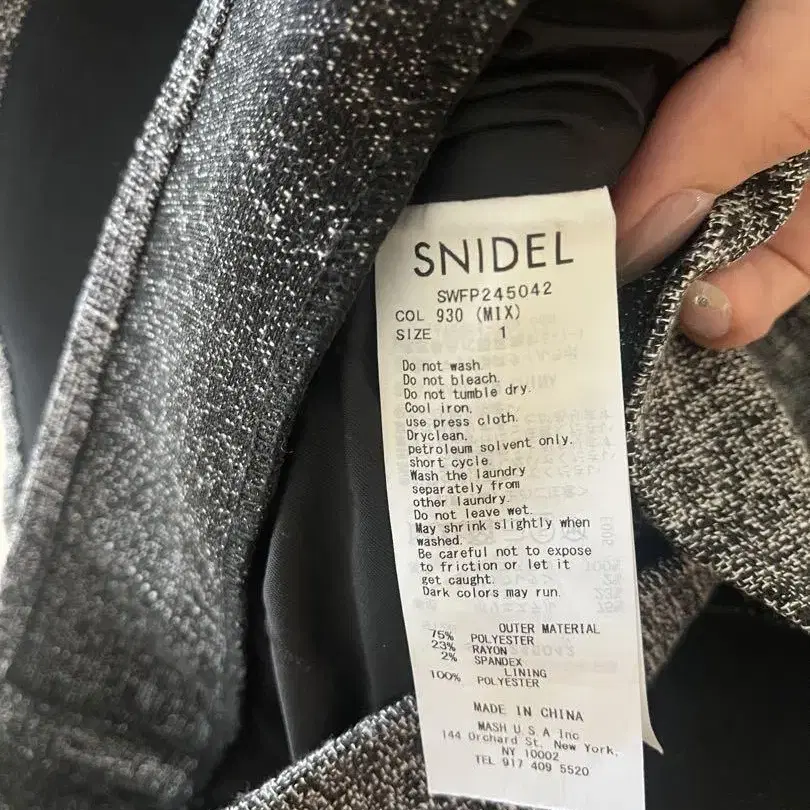 SNIDEL
SWFP245042
COL 930 (MIX)
SIZE 1
Do not wash.
Do not bleach.
Do not tumble dry.
Cool iron,
use press cloth.
Dryclean,
petroleum solvent only.
short cycle.
Wash the laundry
separately from
other laundry.
Do not leave wet.
May shrink slightly when
washed.
Be careful not to expose
to friction or let it
get caught.
Dark colors may run.
OUTER MATERIAL
75% POLYESTER
23% RAYON
2% SPANDEX
LINING
100% POLYESTER
MADE IN CHINA
MASH U.S.A Inc
144 Orchard St, New York,
NY 10002
TEL 917 409 5520